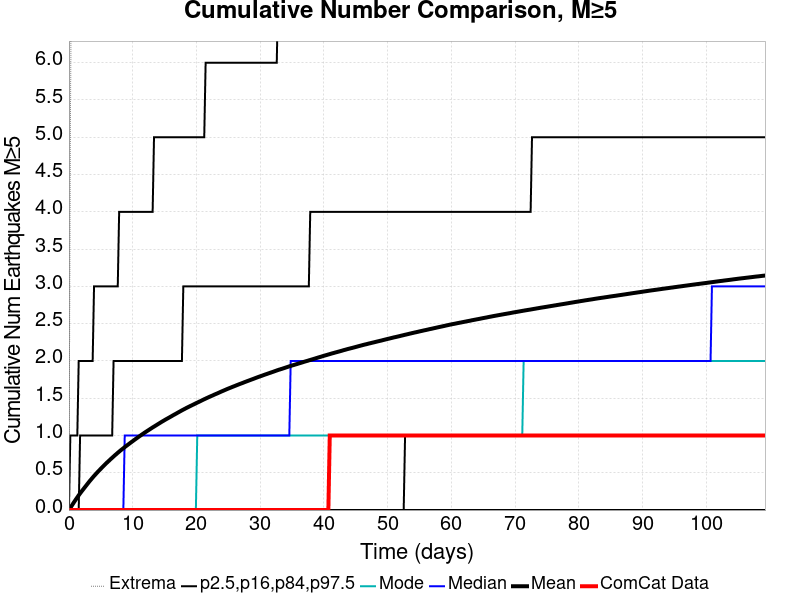 Cumulative Number Comparison, M≥5
Cumulative Num Earthquakes M≥5
6.0
5.5
5.0
4.5
4.0
3.5
3.0
2.5
2.0
1.5
1.0
0.5
0.0
0 10 20 30 40 50 60 70 80 90 100
Time (days)
Extrema p2.5,p16,p84,p97.5 Mode Median Mean ComCat Data